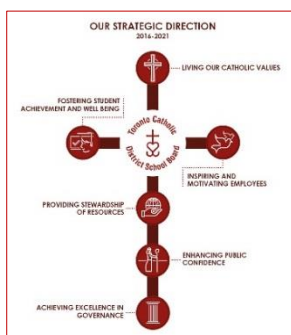 OUR STRATEGIC DIRECTION
2016-2021
LIVING OUR CATHOLIC VALUES
FOSTERING STUDENT
ACHIEVEMENT AND WELL BEING
Toronto Catholic
District School Board
INSPIRING AND
MOTIVATING EMPLOYEES
PROVIDING STEWARDSHIP
OF RESOURCES
ENHANCING PUBLIC
CONFIDENCE
ACHIEVING EXCELLENCE IN
GOVERNANCE